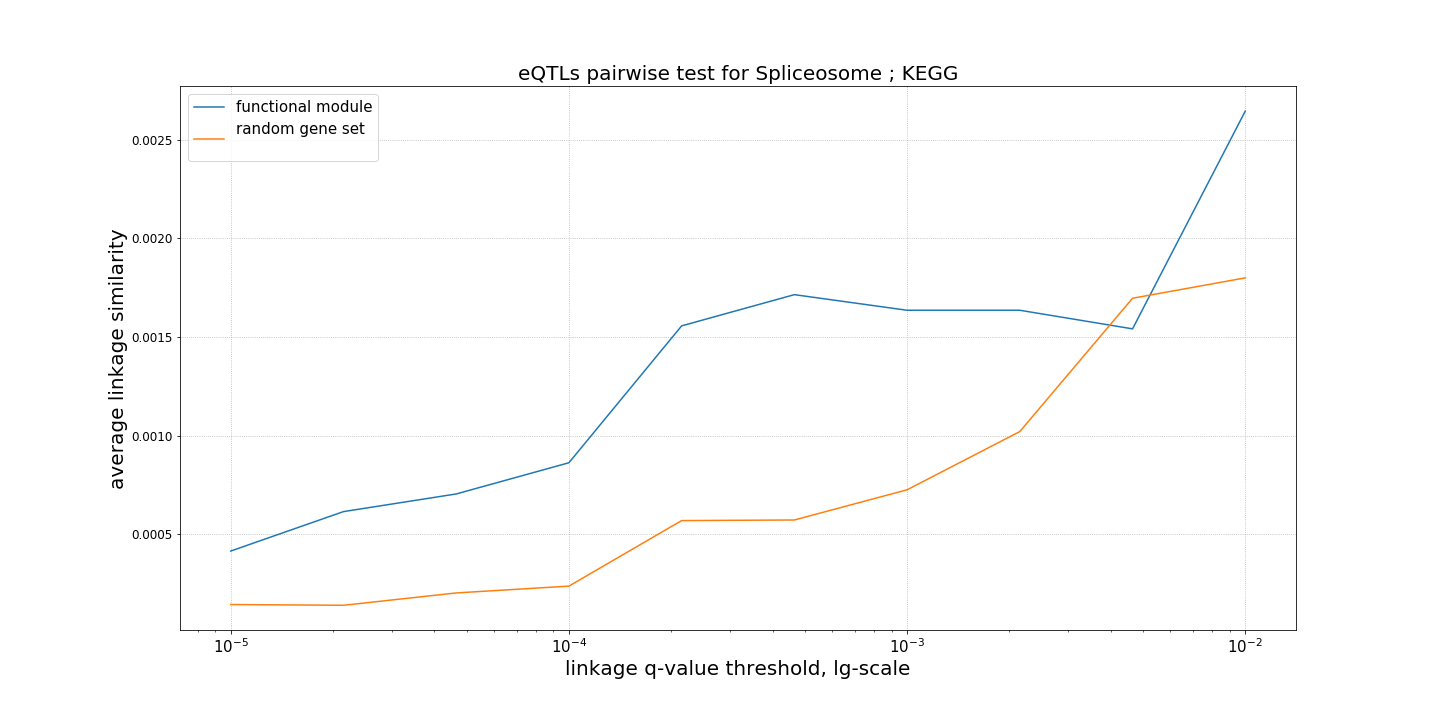 eQTLs pairwise test for Spliceosome ; KEGG
functional module
random gene set
average linkage similarity
0.0025
0.0020
0.0015
0.0010
0.0005
10⁻⁵ 10⁻⁴ 10⁻³ 10⁻²
linkage q-value threshold, lg-scale